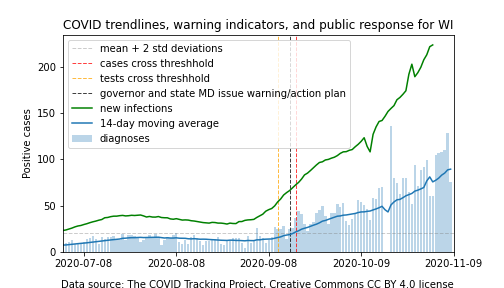 COVID trendlines, warning indicators, and public response for WI
mean + 2 std deviations
cases cross threshhold
tests cross threshhold
governor and state MD issue warning/action plan
new infections
14-day moving average
diagnoses
Positive cases
200
150
100
50
0
2020-07-08
2020-08-08
2020-09-08
2020-10-09
2020-11-09
Data source: The COVID Tracking Project, Creative Commons CC BY 4.0 license